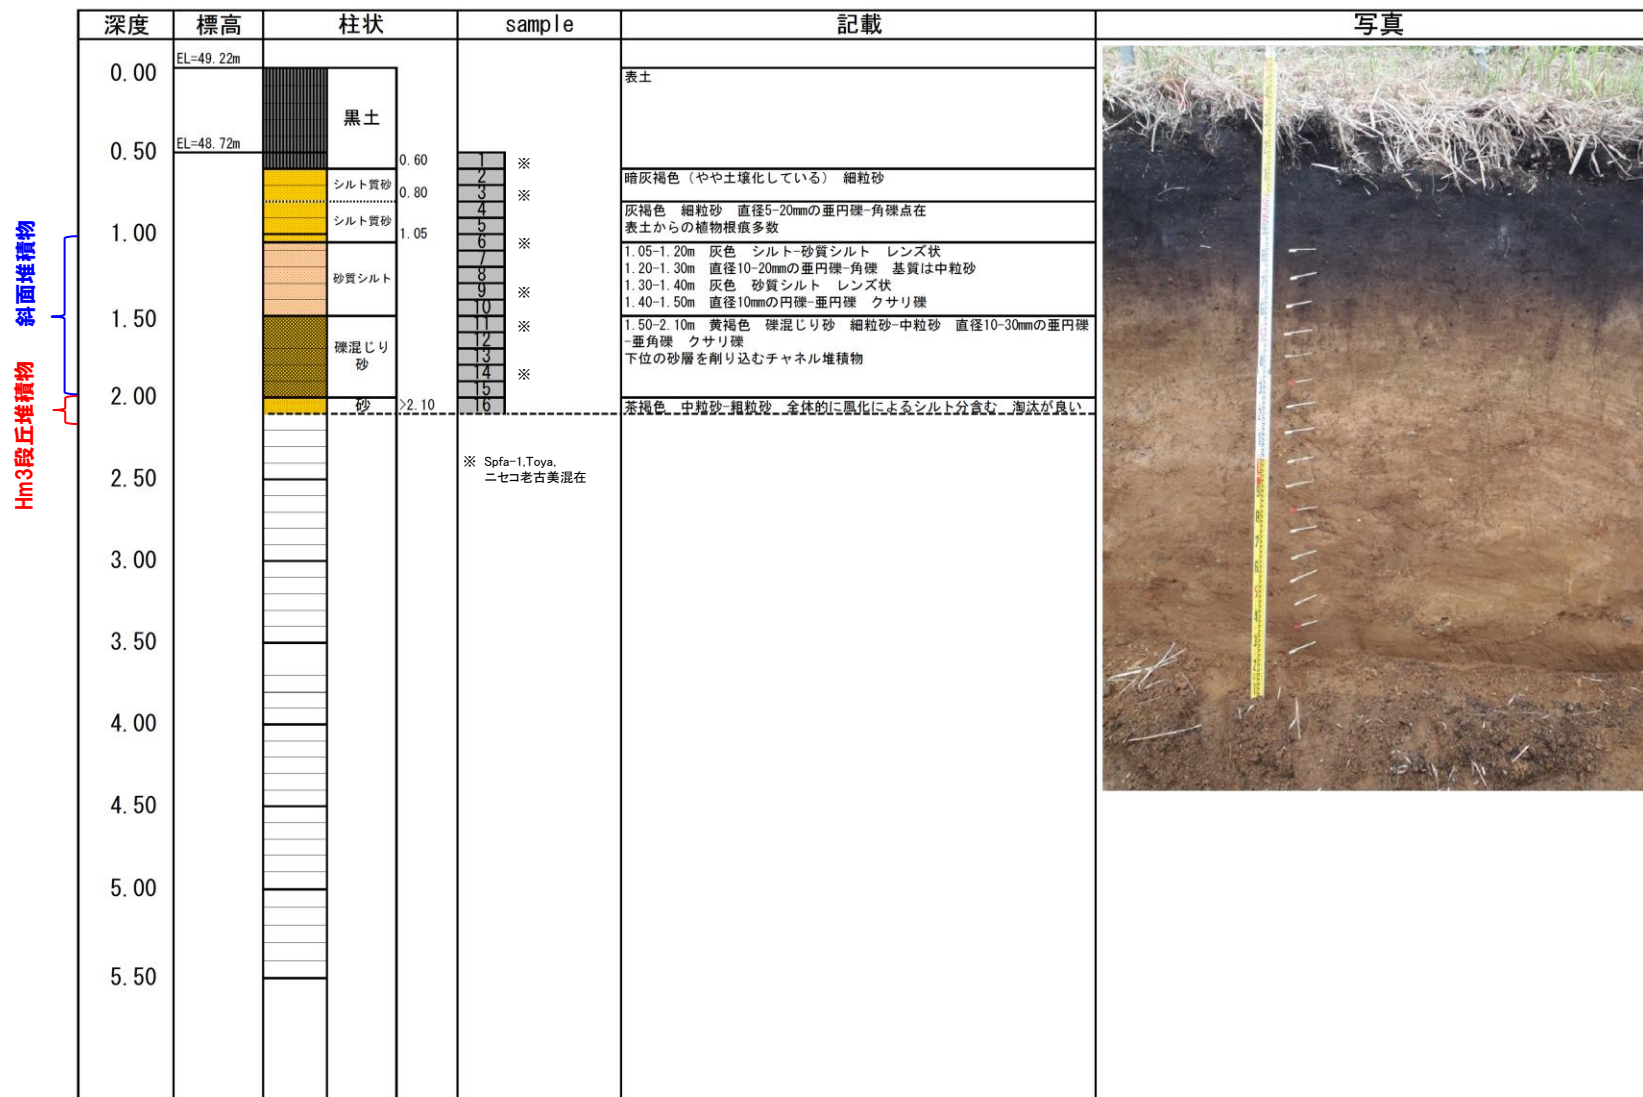 深度 標高 柱状 sample 記載 写真
EL=49.22m
0.00
黒土
表土
EL=48.72m
0.50
0.60
1 ※
2
シルト質砂
暗灰褐色（やや土壌化している） 細粒砂
0.80
3 ※
4
シルト質砂
灰褐色 細粒砂 直径5-20mmの亜円礫-角礫点在
5
表土からの植物根痕多数
1.00
1.05
6 ※
砂質シルト
1.05-1.20m 灰色 シルト-砂質シルト レンズ状
7
1.20-1.30m 直径10-20mmの亜円礫-角礫 基質は中粒砂
8
1.30-1.40m 灰色 砂質シルト レンズ状
9 ※
1.40-1.50m 直径10mmの円礫-亜円礫 クサリ礫
10
1.50
11 ※
礫混じり
砂
1.50-2.10m 黄褐色 礫混じり砂 細粒砂-中粒砂 直径10-30mmの亜円礫
12
-亜角礫 クサリ礫
13
下位の砂層を削り込むチャネル堆積物
14 ※
15
2.00
砂
>2.10
16
茶褐色 中粒砂-粗粒砂 全体的に風化によるシルト分含む 淘汰が良い
※ Spfa-1,Toya,
ニセコ老古美混在
2.50
3.00
3.50
4.00
4.50
5.00
5.50
斜面堆積物
Hm3段丘堆積物